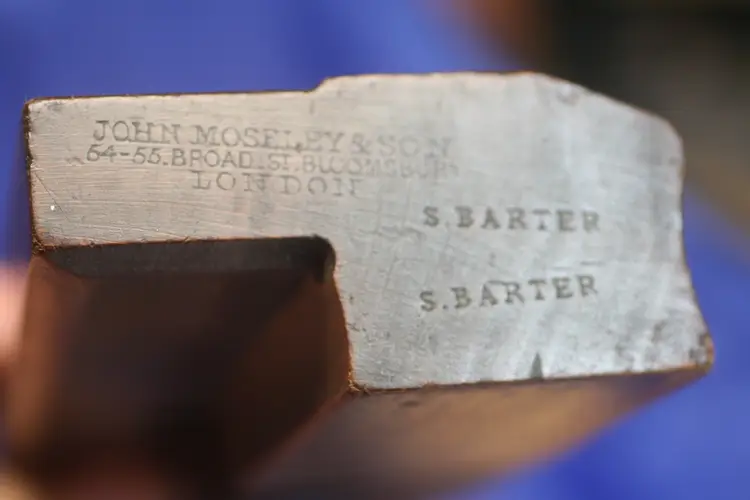 JOHN MOSELEY & SON
54-55.BROAD.ST.BLOOMSBURY
LONDON
S.BARTER
S.BARTER